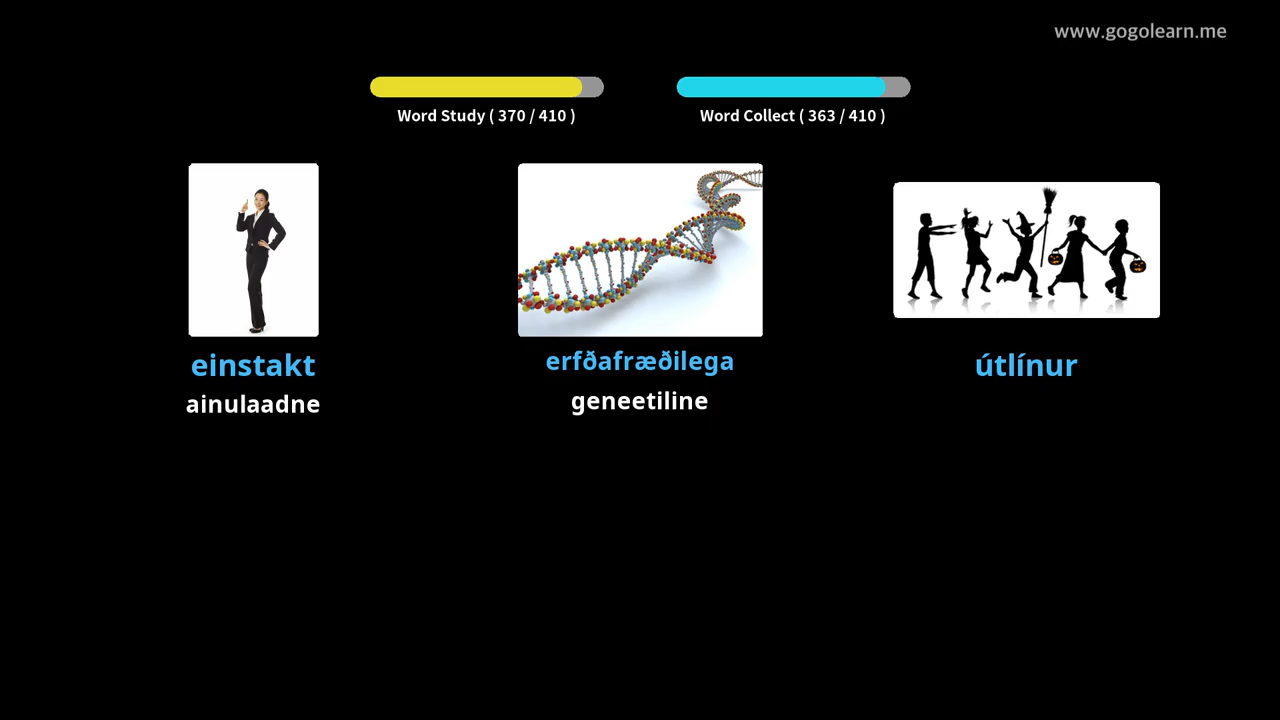 www.gogolearn.me
Word Study ( 370 / 410 )
Word Collect ( 363 / 410 )
einstakt
ainulaadne
erfðafræðilega
geneetiline
útlínur